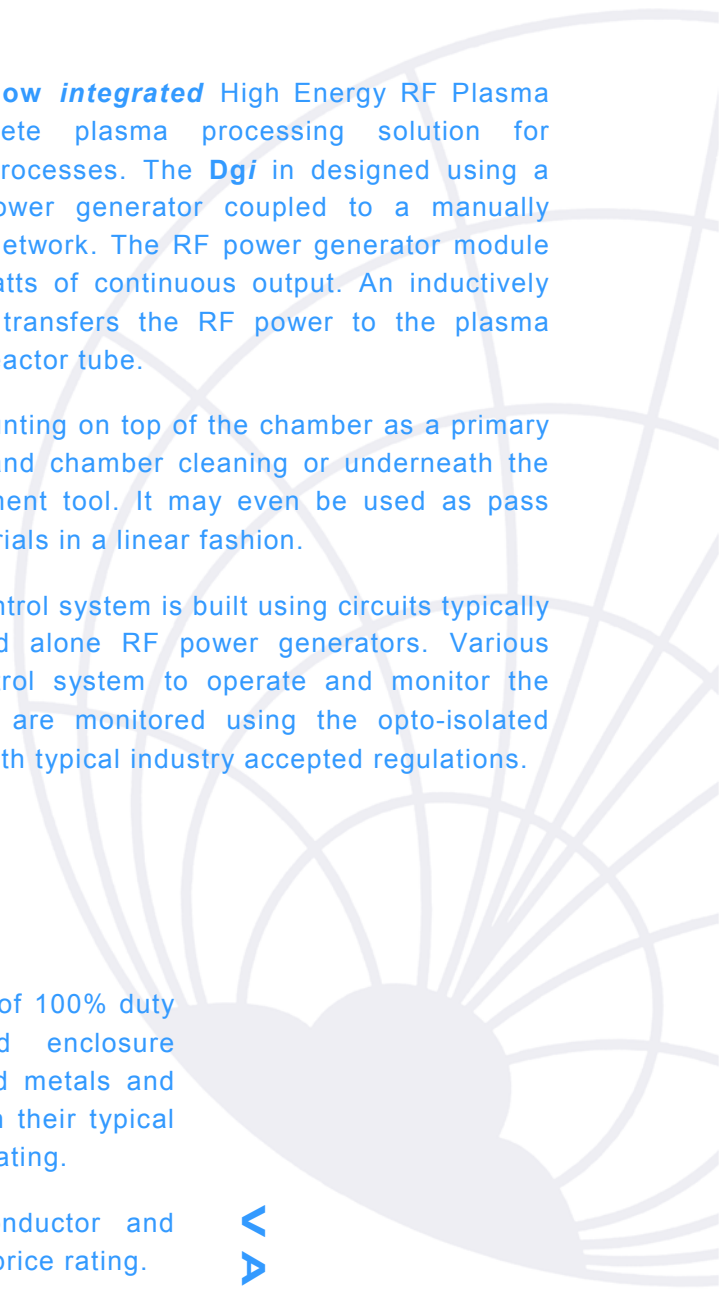 ow integrated High Energy RF Plasma
ete plasma processing solution for
rocesses. The Dgi in designed using a
ower generator coupled to a manually
etwork. The RF power generator module
atts of continuous output. An inductively
transfers the RF power to the plasma
actor tube.
nting on top of the chamber as a primary
and chamber cleaning or underneath the
ment tool. It may even be used as pass
rials in a linear fashion.
ntrol system is built using circuits typically
d alone RF power generators. Various
trol system to operate and monitor the
are monitored using the opto-isolated
th typical industry accepted regulations.
of 100% duty
d enclosure
d metals and
n their typical
ating.
nductor and
price rating.
V
A